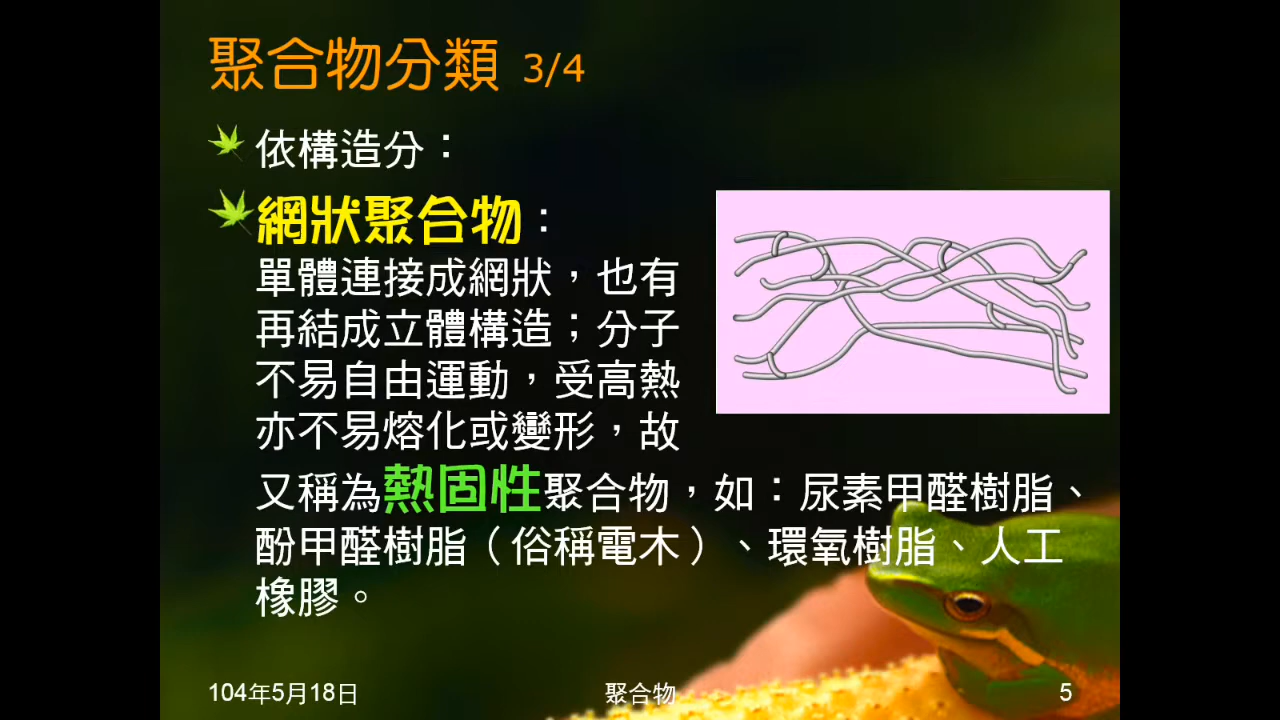 聚合物分類 3/4
依構造分：
網狀聚合物：
單體連接成網狀，也有
再結成立體構造；分子
不易自由運動，受高熱
亦不易熔化或變形，故
又稱為熱固性聚合物，如：尿素甲醛樹脂、
酚甲醛樹脂（俗稱電木）、環氧樹脂、人工
橡膠。
104年5月18日
聚合物
5